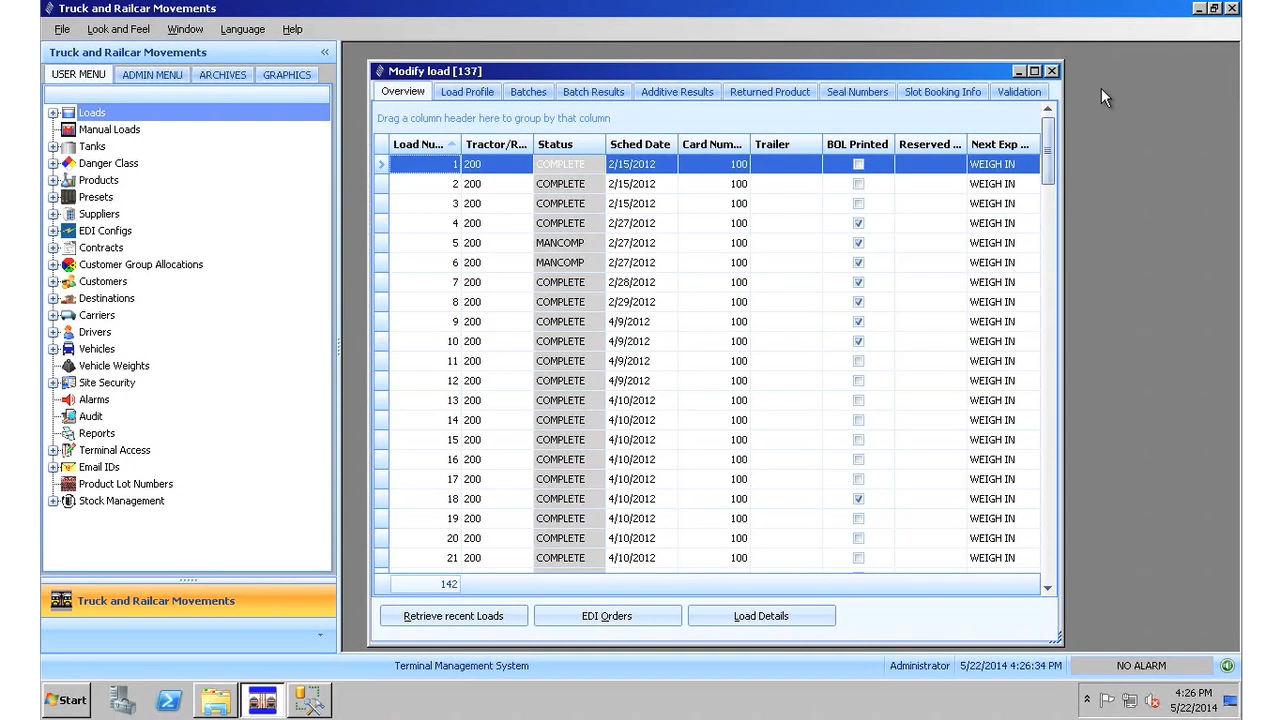 Truck and Railcar Movements
File Look and Feel Window Language Help
Truck and Railcar Movements «
USER MENU ADMIN MENU ARCHIVES GRAPHICS
Loads
Manual Loads
Tanks
Danger Class
Products
Presets
Suppliers
EDI Configs
Contracts
Customer Group Allocations
Customers
Destinations
Carriers
Drivers
Vehicles
Vehicle Weights
Site Security
Alarms
Audit
Reports
Terminal Access
Email IDs
Product Lot Numbers
Stock Management
Truck and Railcar Movements
Modify load [137]
Overview Load Profile Batches Batch Results Additive Results Returned Product Seal Numbers Slot Booking Info Validation
Drag a column header here to group by that column
Load Nu... Tractor/R... Status Sched Date Card Num... Trailer BOL Printed Reserved ... Next Exp ...
1 200 COMPLETE 2/15/2012 100 WEIGH IN
2 200 COMPLETE 2/15/2012 100 WEIGH IN
3 200 COMPLETE 2/15/2012 100 WEIGH IN
4 200 COMPLETE 2/27/2012 100 WEIGH IN
5 200 MANCOMP 2/27/2012 100 WEIGH IN
6 200 MANCOMP 2/27/2012 100 WEIGH IN
7 200 COMPLETE 2/28/2012 100 WEIGH IN
8 200 COMPLETE 2/29/2012 100 WEIGH IN
9 200 COMPLETE 4/9/2012 100 WEIGH IN
10 200 COMPLETE 4/9/2012 100 WEIGH IN
11 200 COMPLETE 4/9/2012 100 WEIGH IN
12 200 COMPLETE 4/9/2012 100 WEIGH IN
13 200 COMPLETE 4/10/2012 100 WEIGH IN
14 200 COMPLETE 4/10/2012 100 WEIGH IN
15 200 COMPLETE 4/10/2012 100 WEIGH IN
16 200 COMPLETE 4/10/2012 100 WEIGH IN
17 200 COMPLETE 4/10/2012 100 WEIGH IN
18 200 COMPLETE 4/10/2012 100 WEIGH IN
19 200 COMPLETE 4/10/2012 100 WEIGH IN
20 200 COMPLETE 4/10/2012 100 WEIGH IN
21 200 COMPLETE 4/10/2012 100 WEIGH IN
142
Retrieve recent Loads EDI Orders Load Details
Terminal Management System Administrator 5/22/2014 4:26:34 PM NO ALARM
Start 4:26 PM
5/22/2014